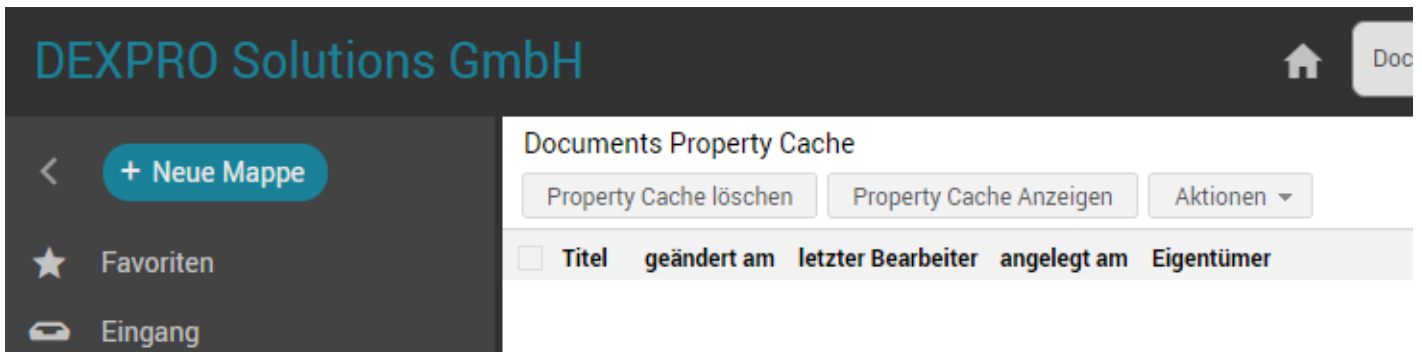 DEXPRO Solutions GmbH
Doc
+ Neue Mappe
Favoriten
Eingang
Documents Property Cache
Property Cache löschen Property Cache Anzeigen Aktionen
Titel geändert am letzter Bearbeiter angelegt am Eigentümer